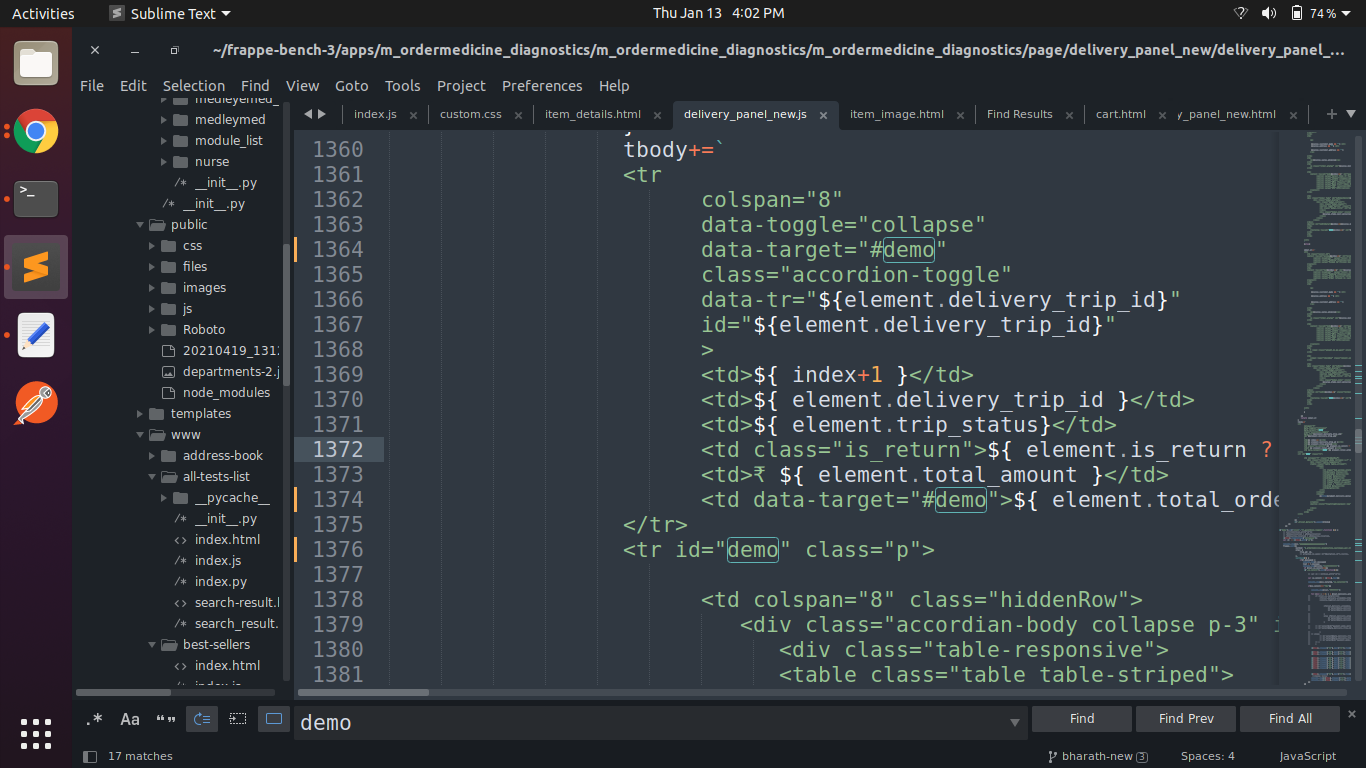 Activities Sublime Text Thu Jan 13 4:02 PM 74%
~/frappe-bench-3/apps/m_ordermedicine_diagnostics/m_ordermedicine_diagnostics/m_ordermedicine_diagnostics/page/delivery_panel_new/delivery_panel_...
File Edit Selection Find View Goto Tools Project Preferences Help
index.js custom.css item_details.html delivery_panel_new.js item_image.html Find Results cart.html y_panel_new.html
medleyemed_
medleymed
module_list
nurse
__init__.py
__init__.py
public
css
files
images
js
Roboto
20210419_131
departments-2.j
node_modules
templates
www
address-book
all-tests-list
__pycache__
__init__.py
index.html
index.js
index.py
search-result.
search_result.
best-sellers
index.html
index.js
1360 tbody+=`
1361 <tr
1362 colspan="8"
1363 data-toggle="collapse"
1364 data-target="#demo"
1365 class="accordion-toggle"
1366 data-tr="${element.delivery_trip_id}"
1367 id="${element.delivery_trip_id}"
1368 >
1369 <td>${ index+1 }</td>
1370 <td>${ element.delivery_trip_id }</td>
1371 <td>${ element.trip_status}</td>
1372 <td class="is_return">${ element.is_return ?
1373 <td>₹ ${ element.total_amount }</td>
1374 <td data-target="#demo">${ element.total_orde
1375 </tr>
1376 <tr id="demo" class="p">
1377
1378 <td colspan="8" class="hiddenRow">
1379 <div class="accordian-body collapse p-3"
1380 <div class="table-responsive">
1381 <table class="table table-striped">
.* Aa “” demo Find Find Prev Find All
17 matches bharath-new 3 Spaces: 4 JavaScript